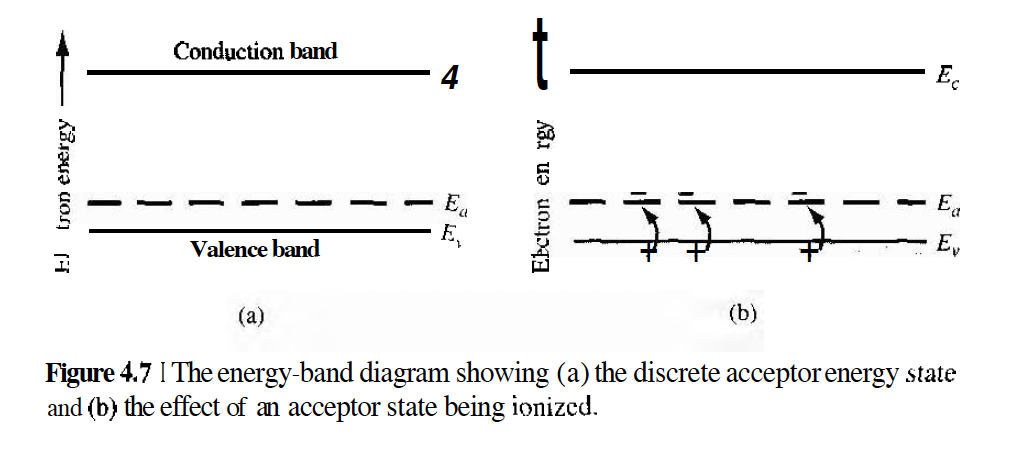 Conduction band
4
El tron energy
E_a
E_v
Valence band
(a)
t
E_c
Electron en rgy
E_a
E_v
(b)
Figure 4.7 | The energy-band diagram showing (a) the discrete acceptor energy state
and (b) the effect of an acceptor state being ionized.